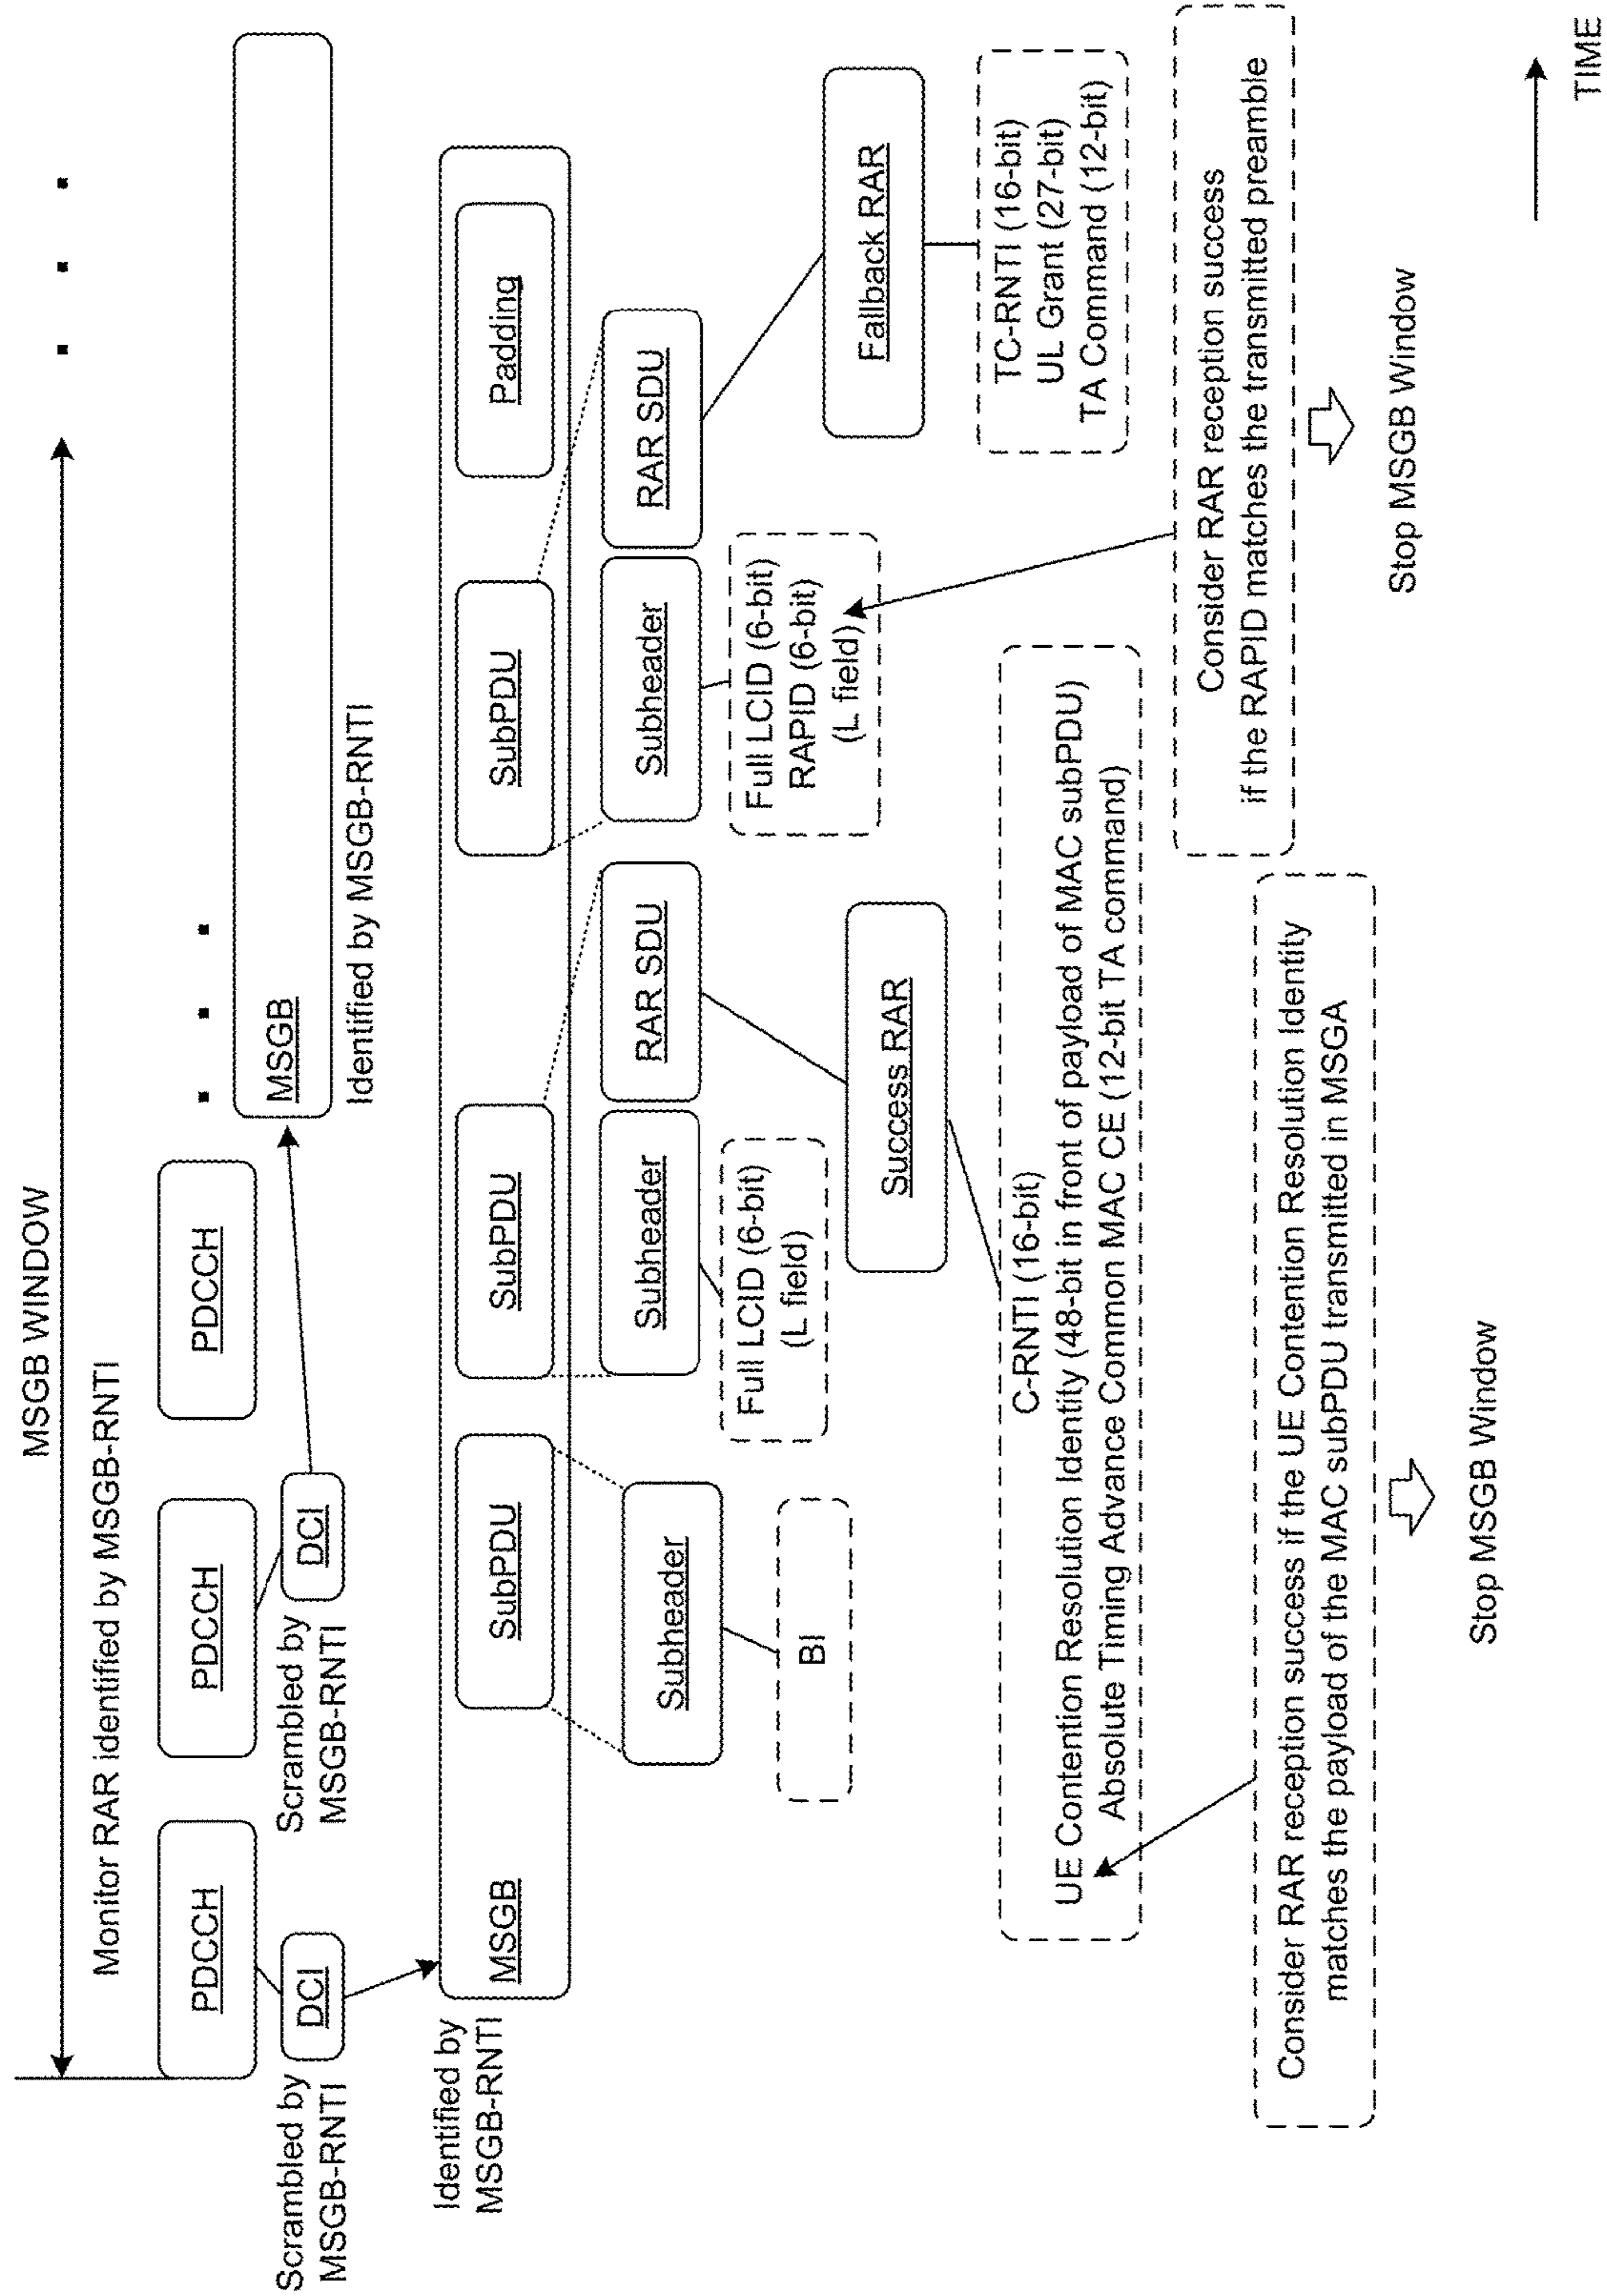 MSGB WINDOW
Monitor RAR identified by MSGB-RNTI
PDCCH
PDCCH
PDCCH
DCI
Scrambled by
MSGB-RNTI
DCI
Scrambled by
MSGB-RNTI
MSGB
Identified by MSGB-RNTI
Identified by
MSGB-RNTI
MSGB
SubPDU
SubPDU
SubPDU
Padding
Subheader
BI
Subheader
RAR SDU
Full LCID (6-bit)
(L field)
Subheader
RAR SDU
Full LCID (6-bit)
RAPID (6-bit)
(L field)
Success RAR
Fallback RAR
C-RNTI (16-bit)
UE Contention Resolution Identity (48-bit in front of payload of MAC subPDU)
Absolute Timing Advance Common MAC CE (12-bit TA command)
TC-RNTI (16-bit)
UL Grant (27-bit)
TA Command (12-bit)
Consider RAR reception success if the UE Contention Resolution Identity
matches the payload of the MAC subPDU transmitted in MSGA
Stop MSGB Window
Consider RAR reception success
if the RAPID matches the transmitted preamble
Stop MSGB Window
TIME